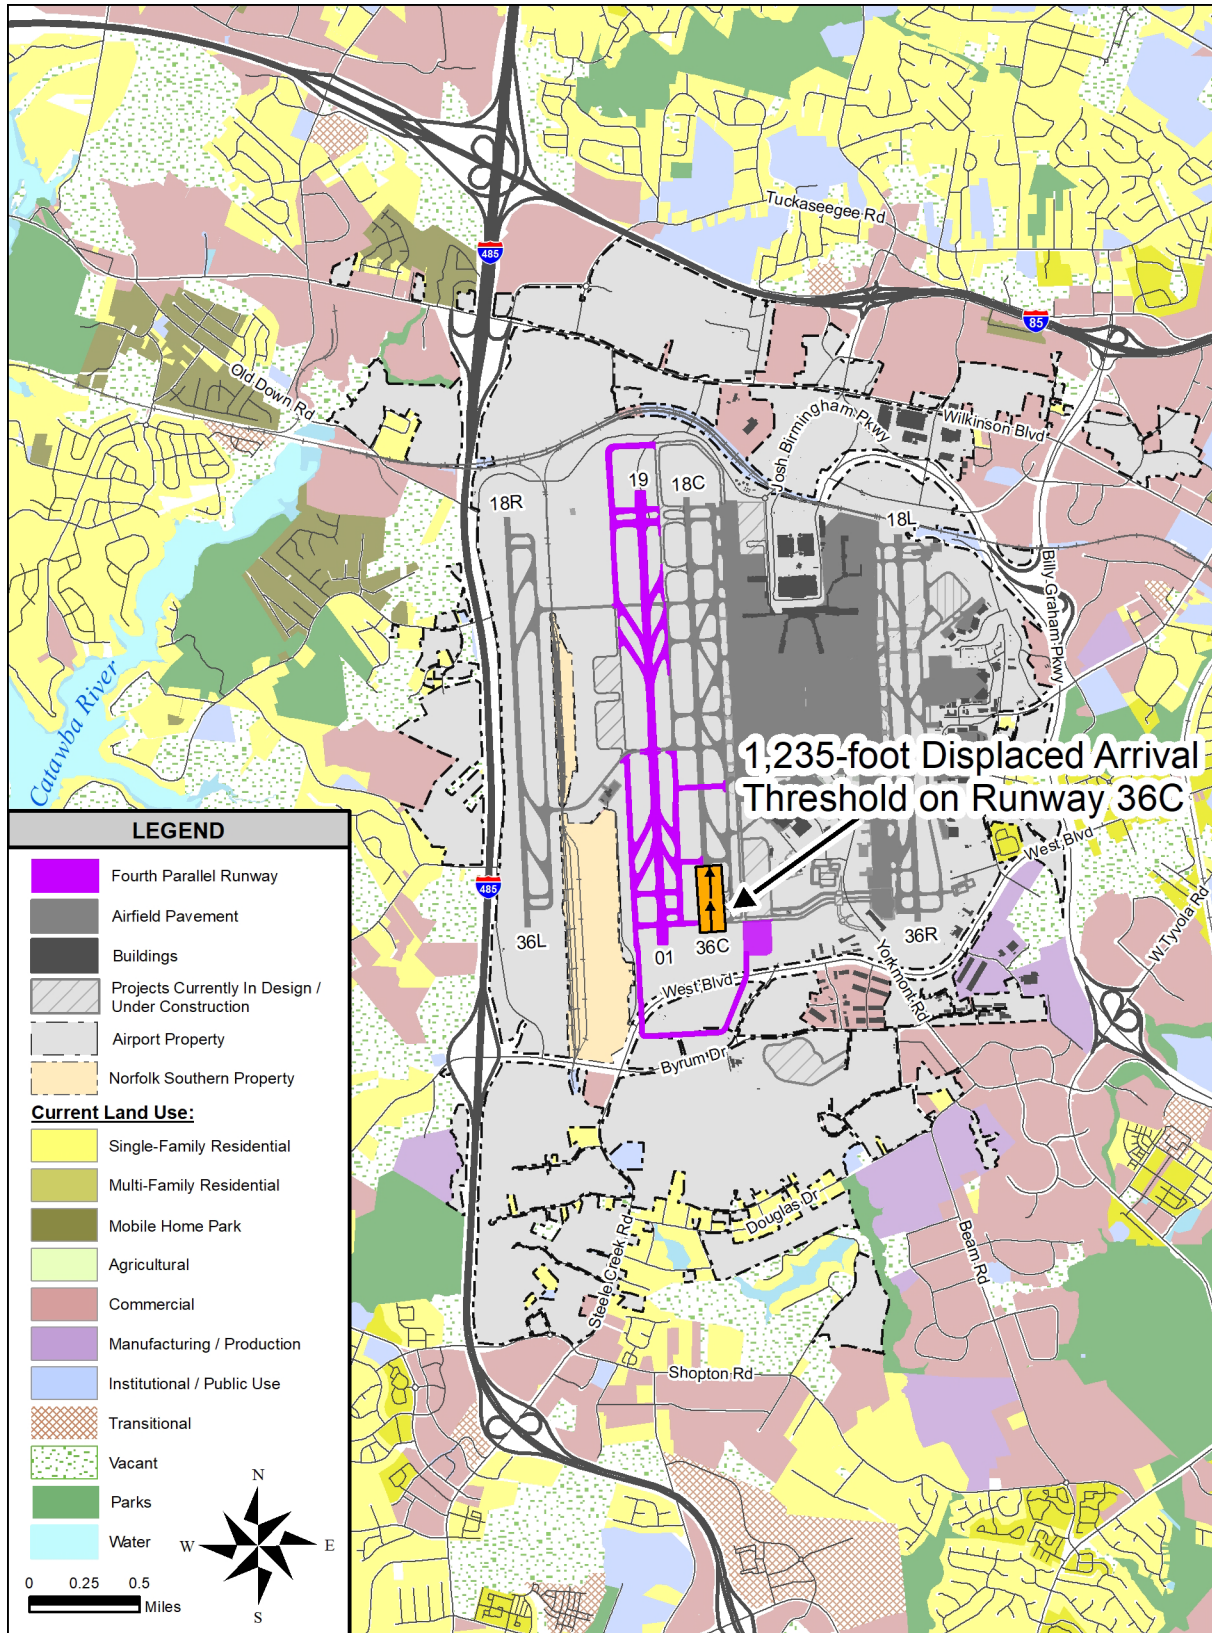 Tuckaseegee Rd
485
85
Old Down Rd
Josh Birmingham Pkwy
Wilkinson Blvd
19
18C
18R
18L
Billy Graham Pkwy
Catawba River
1,235-foot Displaced Arrival
Threshold on Runway 36C
West Blvd
W Tyvola Rd
485
36L
01
36C
36R
Yorkmont Rd
West Blvd
Byrum Dr
Douglas Dr
Steele Creek Rd
Beam Rd
Shopton Rd
LEGEND
Fourth Parallel Runway
Airfield Pavement
Buildings
Projects Currently In Design /
Under Construction
Airport Property
Norfolk Southern Property
Current Land Use:
Single-Family Residential
Multi-Family Residential
Mobile Home Park
Agricultural
Commercial
Manufacturing / Production
Institutional / Public Use
Transitional
Vacant
Parks
Water
N
W
E
S
0 0.25 0.5
Miles